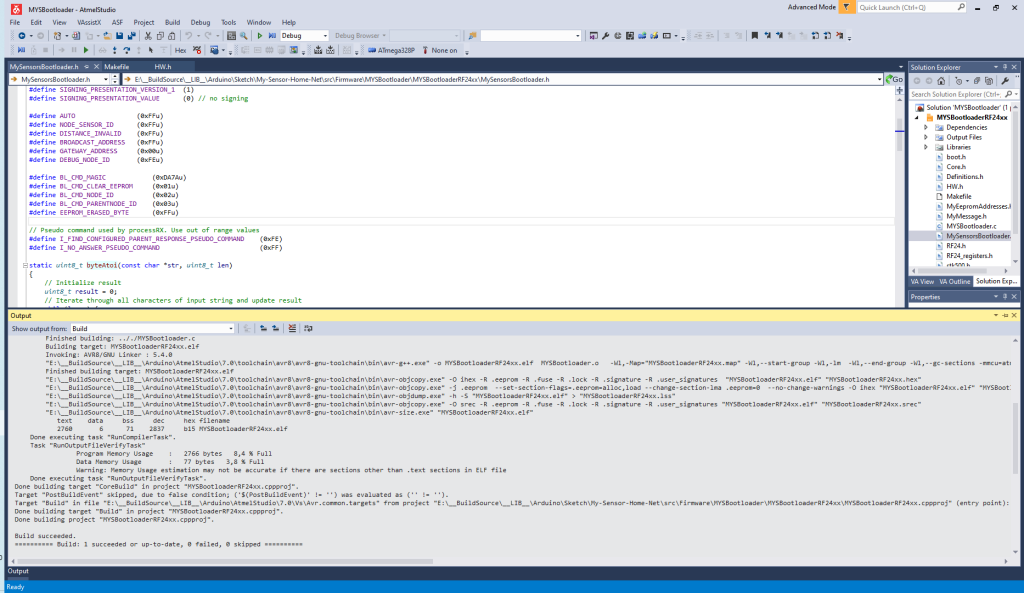 MYSBootloader - AtmelStudio
Advanced Mode
Quick Launch (Ctrl+Q)
File Edit View VAssistX ASF Project Build Debug Tools Window Help
Debug
Debug Browser
Hex
ATmega328P
None on
MySensorsBootloader.h
Makefile
HW.h
MySensorsBootloader.h
E:\__BuildSource\__LIB__\Arduino\Sketch\My-Sensor-Home-Net\src\Firmware\MYSBootloader\MYSBootloaderRF24xx\MySensorsBootloader.h
Go
#define SIGNING_PRESENTATION_VERSION_1 (1)
#define SIGNING_PRESENTATION_VALUE (0) // no signing
#define AUTO (0xFFu)
#define NODE_SENSOR_ID (0xFFu)
#define DISTANCE_INVALID (0xFFu)
#define BROADCAST_ADDRESS (0xFFu)
#define GATEWAY_ADDRESS (0x00u)
#define DEBUG_NODE_ID (0xFEu)
#define BL_CMD_MAGIC (0xDA7Au)
#define BL_CMD_CLEAR_EEPROM (0x01u)
#define BL_CMD_NODE_ID (0x02u)
#define BL_CMD_PARENTNODE_ID (0x03u)
#define EEPROM_ERASED_BYTE (0xFFu)
// Pseudo command used by processRX. Use out of range values
#define I_FIND_CONFIGURED_PARENT_RESPONSE_PSEUDO_COMMAND (0xFE)
#define I_NO_ANSWER_PSEUDO_COMMAND (0xFF)
static uint8_t byteAtoi(const char *str, uint8_t len)
{
// Initialize result
uint8_t result = 0;
// Iterate through all characters of input string and update result
Solution Explorer
Search Solution Explorer (Ctrl+;
Solution 'MYSBootloader' (1 
MYSBootloaderRF24xx
Dependencies
Output Files
Libraries
boot.h
Core.h
Definitions.h
HW.h
Makefile
MyEepromAddresses.h
MyMessage.h
MYSBootloader.c
MySensorsBootloader.
RF24.h
RF24_registers.h
stk500.h
VA View VA Outline Solution Exp...
Properties
Output
Show output from: Build
Finished building: .././MYSBootloader.c
Building target: MYSBootloaderRF24xx.elf
Invoking: AVR8/GNU Linker : 5.4.0
"E:\__BuildSource\__LIB__\Arduino\AtmelStudio\7.0\toolchain\avr8\avr8-gnu-toolchain\bin\avr-g++.exe" -o MYSBootloaderRF24xx.elf MYSBootloader.o -Wl,-Map="MYSBootloaderRF24xx.map" -Wl,--start-group -Wl,-lm -Wl,--end-group -Wl,--gc-sections -mmcu=at
Finished building target: MYSBootloaderRF24xx.elf
"E:\__BuildSource\__LIB__\Arduino\AtmelStudio\7.0\toolchain\avr8\avr8-gnu-toolchain\bin\avr-objcopy.exe" -O ihex -R .eeprom -R .fuse -R .lock -R .signature -R .user_signatures "MYSBootloaderRF24xx.elf" "MYSBootloaderRF24xx.hex"
"E:\__BuildSource\__LIB__\Arduino\AtmelStudio\7.0\toolchain\avr8\avr8-gnu-toolchain\bin\avr-objcopy.exe" -j .eeprom --set-section-flags=.eeprom=alloc,load --change-section-lma .eeprom=0 --no-change-warnings -O ihex "MYSBootloaderRF24xx.elf" "MYSBoot
"E:\__BuildSource\__LIB__\Arduino\AtmelStudio\7.0\toolchain\avr8\avr8-gnu-toolchain\bin\avr-objdump.exe" -h -S "MYSBootloaderRF24xx.elf" > "MYSBootloaderRF24xx.lss"
"E:\__BuildSource\__LIB__\Arduino\AtmelStudio\7.0\toolchain\avr8\avr8-gnu-toolchain\bin\avr-objcopy.exe" -O srec -R .eeprom -R .fuse -R .lock -R .signature -R .user_signatures "MYSBootloaderRF24xx.elf" "MYSBootloaderRF24xx.srec"
"E:\__BuildSource\__LIB__\Arduino\AtmelStudio\7.0\toolchain\avr8\avr8-gnu-toolchain\bin\avr-size.exe" "MYSBootloaderRF24xx.elf"
text data bss dec hex filename
2760 6 71 2837 b15 MYSBootloaderRF24xx.elf
Done executing task "RunCompilerTask".
Task "RunOutputFileVerifyTask"
Program Memory Usage : 2766 bytes 8,4 % Full
Data Memory Usage : 77 bytes 3,8 % Full
Warning: Memory Usage estimation may not be accurate if there are sections other than .text sections in ELF file
Done executing task "RunOutputFileVerifyTask".
Done building target "CoreBuild" in project "MYSBootloaderRF24xx.cppproj".
Target "PostBuildEvent" skipped, due to false condition; ('$(PostBuildEvent)' != '') was evaluated as ('' != '').
Target "Build" in file "E:\__BuildSource\__LIB__\Arduino\AtmelStudio\7.0\Vs\Avr.common.targets" from project "E:\__BuildSource\__LIB__\Arduino\Sketch\My-Sensor-Home-Net\src\Firmware\MYSBootloader\MYSBootloaderRF24xx\MYSBootloaderRF24xx.cppproj" (entry point):
Done building target "Build" in project "MYSBootloaderRF24xx.cppproj".
Done building project "MYSBootloaderRF24xx.cppproj".
Build succeeded.
========== Build: 1 succeeded or up-to-date, 0 failed, 0 skipped ==========
Output
Ready